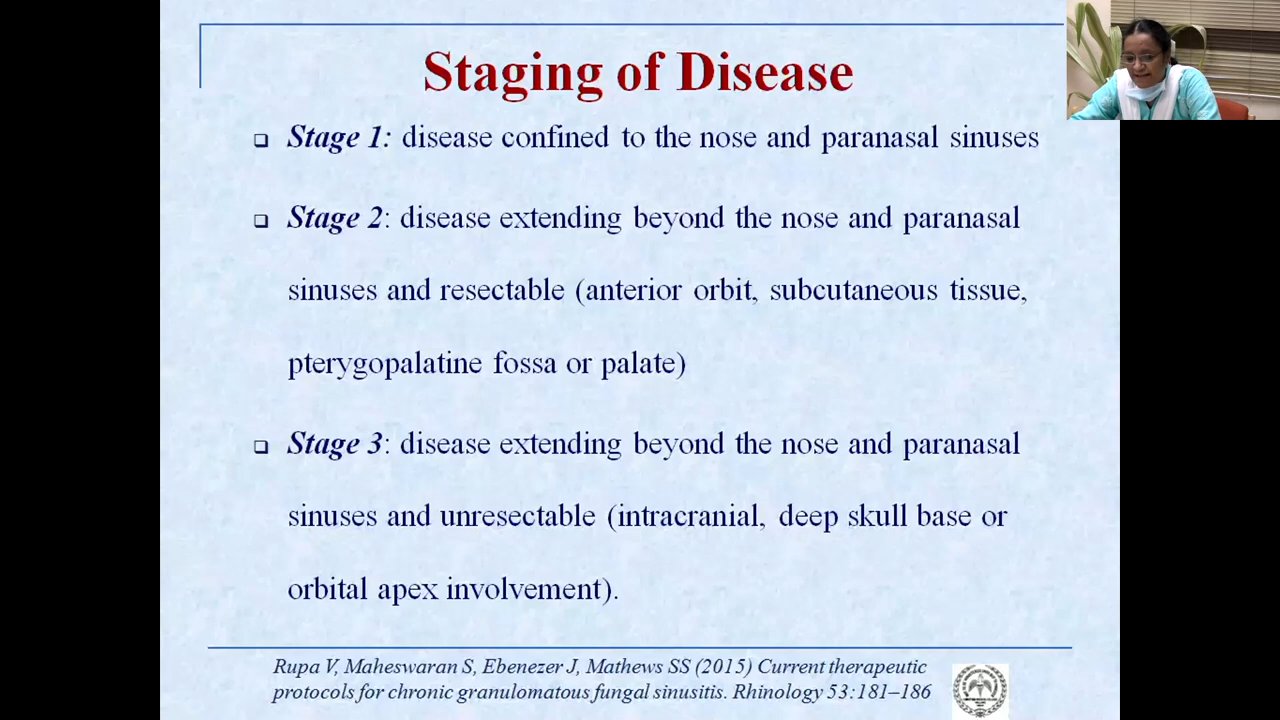 Staging of Disease
Stage 1: disease confined to the nose and paranasal sinuses
Stage 2: disease extending beyond the nose and paranasal
sinuses and resectable (anterior orbit, subcutaneous tissue,
pterygopalatine fossa or palate)
Stage 3: disease extending beyond the nose and paranasal
sinuses and unresectable (intracranial, deep skull base or
orbital apex involvement).
Rupa V, Maheswaran S, Ebenezer J, Mathews SS (2015) Current therapeutic
protocols for chronic granulomatous fungal sinusitis. Rhinology 53:181–186